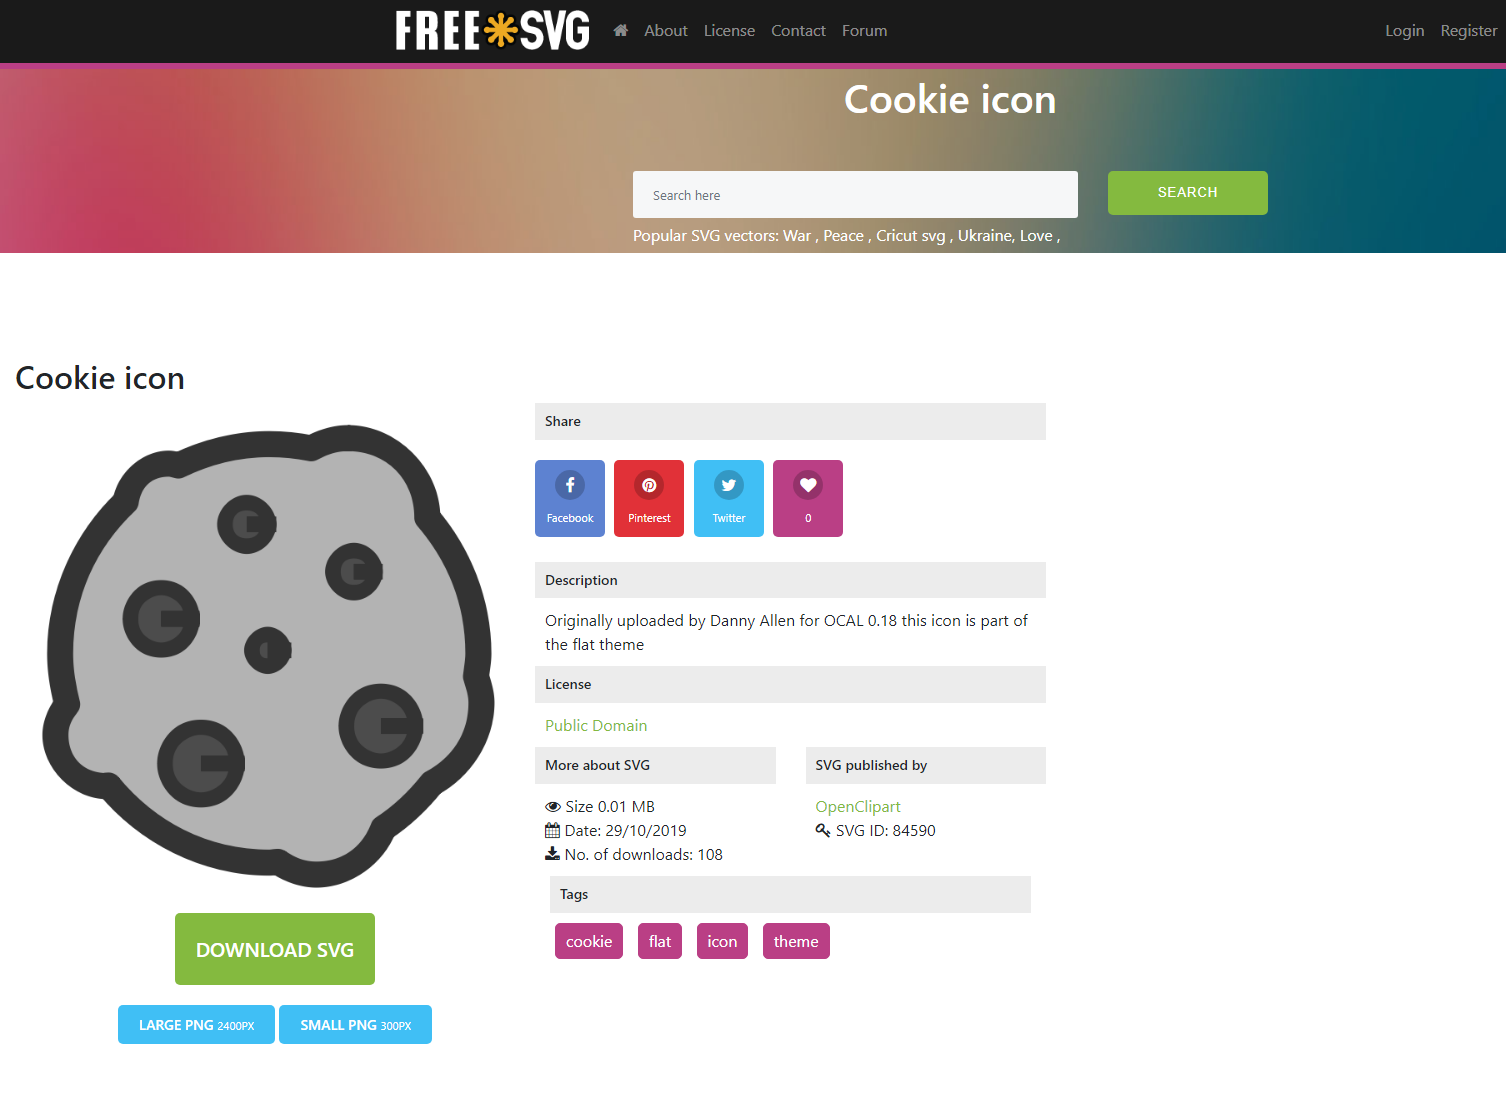 FREE SVG
About License Contact Forum
Login Register
Cookie icon
Search here
SEARCH
Popular SVG vectors: War , Peace , Cricut svg , Ukraine, Love ,
Cookie icon
Share
Facebook
Pinterest
Twitter
0
Description
Originally uploaded by Danny Allen for OCAL 0.18 this icon is part of
the flat theme
License
Public Domain
More about SVG
Size 0.01 MB
Date: 29/10/2019
No. of downloads: 108
SVG published by
OpenClipart
SVG ID: 84590
Tags
cookie flat icon theme
DOWNLOAD SVG
LARGE PNG 2400PX
SMALL PNG 300PX